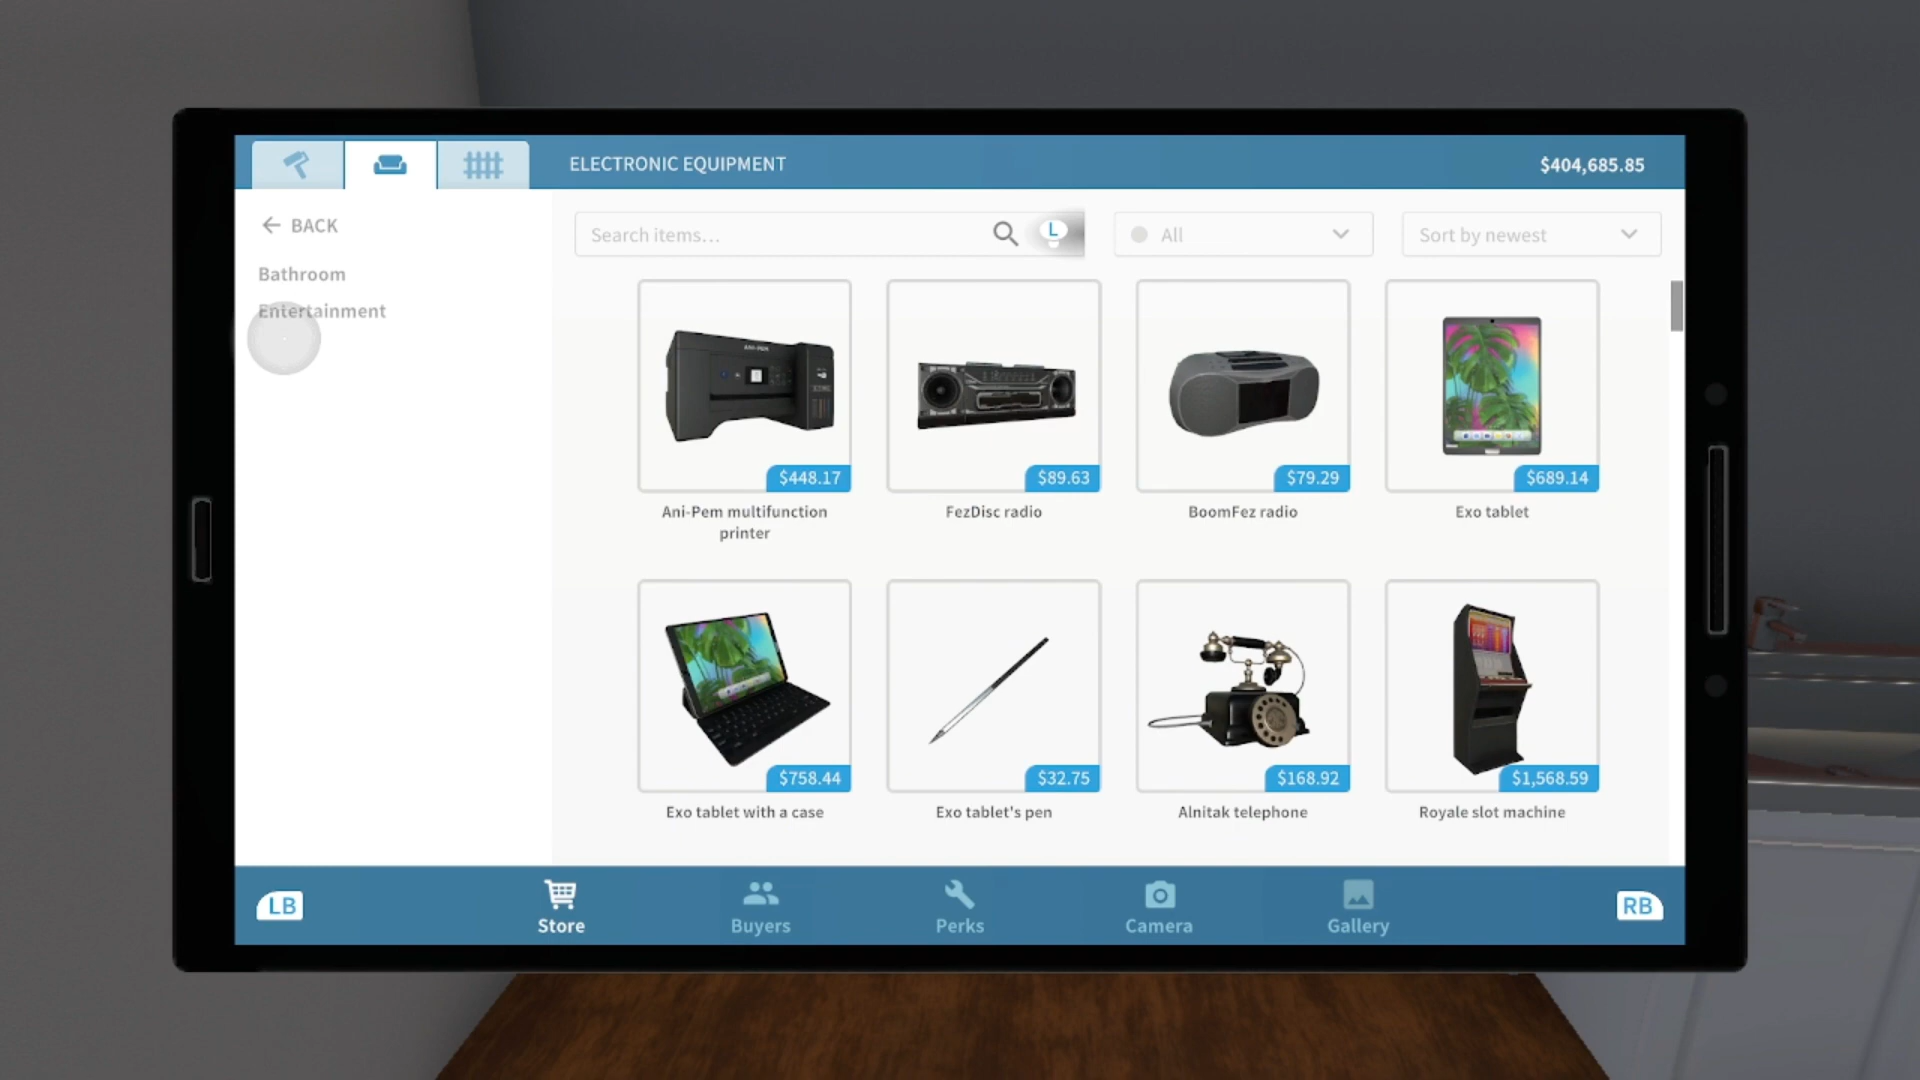 ELECTRONIC EQUIPMENT
$404,685.85
BACK
Bathroom
Entertainment
Search items...
L
All
Sort by newest
ANI-PEM
$448.17
$89.63
$79.29
$689.14
Ani-Pem multifunction
printer
FezDisc radio
BoomFez radio
Exo tablet
$758.44
$32.75
$168.92
$1,568.59
Exo tablet with a case
Exo tablet's pen
Alnitak telephone
Royale slot machine
LB
Store
Buyers
Perks
Camera
Gallery
RB